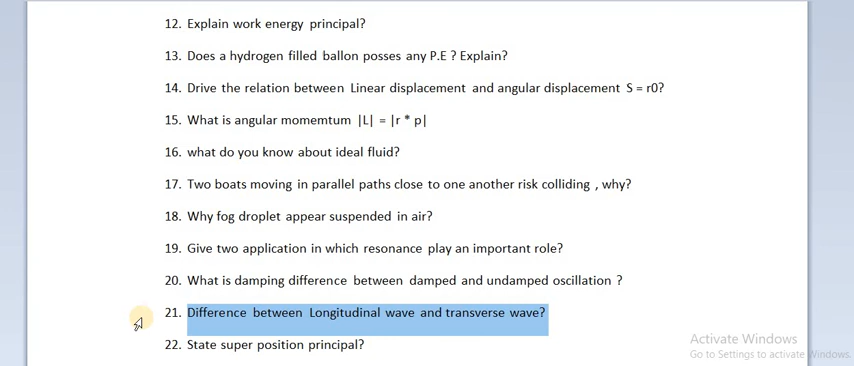 12. Explain work energy principal?
13. Does a hydrogen filled ballon posses any P.E ? Explain?
14. Drive the relation between Linear displacement and angular displacement S = r0?
15. What is angular momemtum |L| = |r * p|
16. what do you know about ideal fluid?
17. Two boats moving in parallel paths close to one another risk colliding , why?
18. Why fog droplet appear suspended in air?
19. Give two application in which resonance play an important role?
20. What is damping difference between damped and undamped oscillation ?
21. Difference between Longitudinal wave and transverse wave?
22. State super position principal?
Activate Windows
Go to Settings to activate Windows.